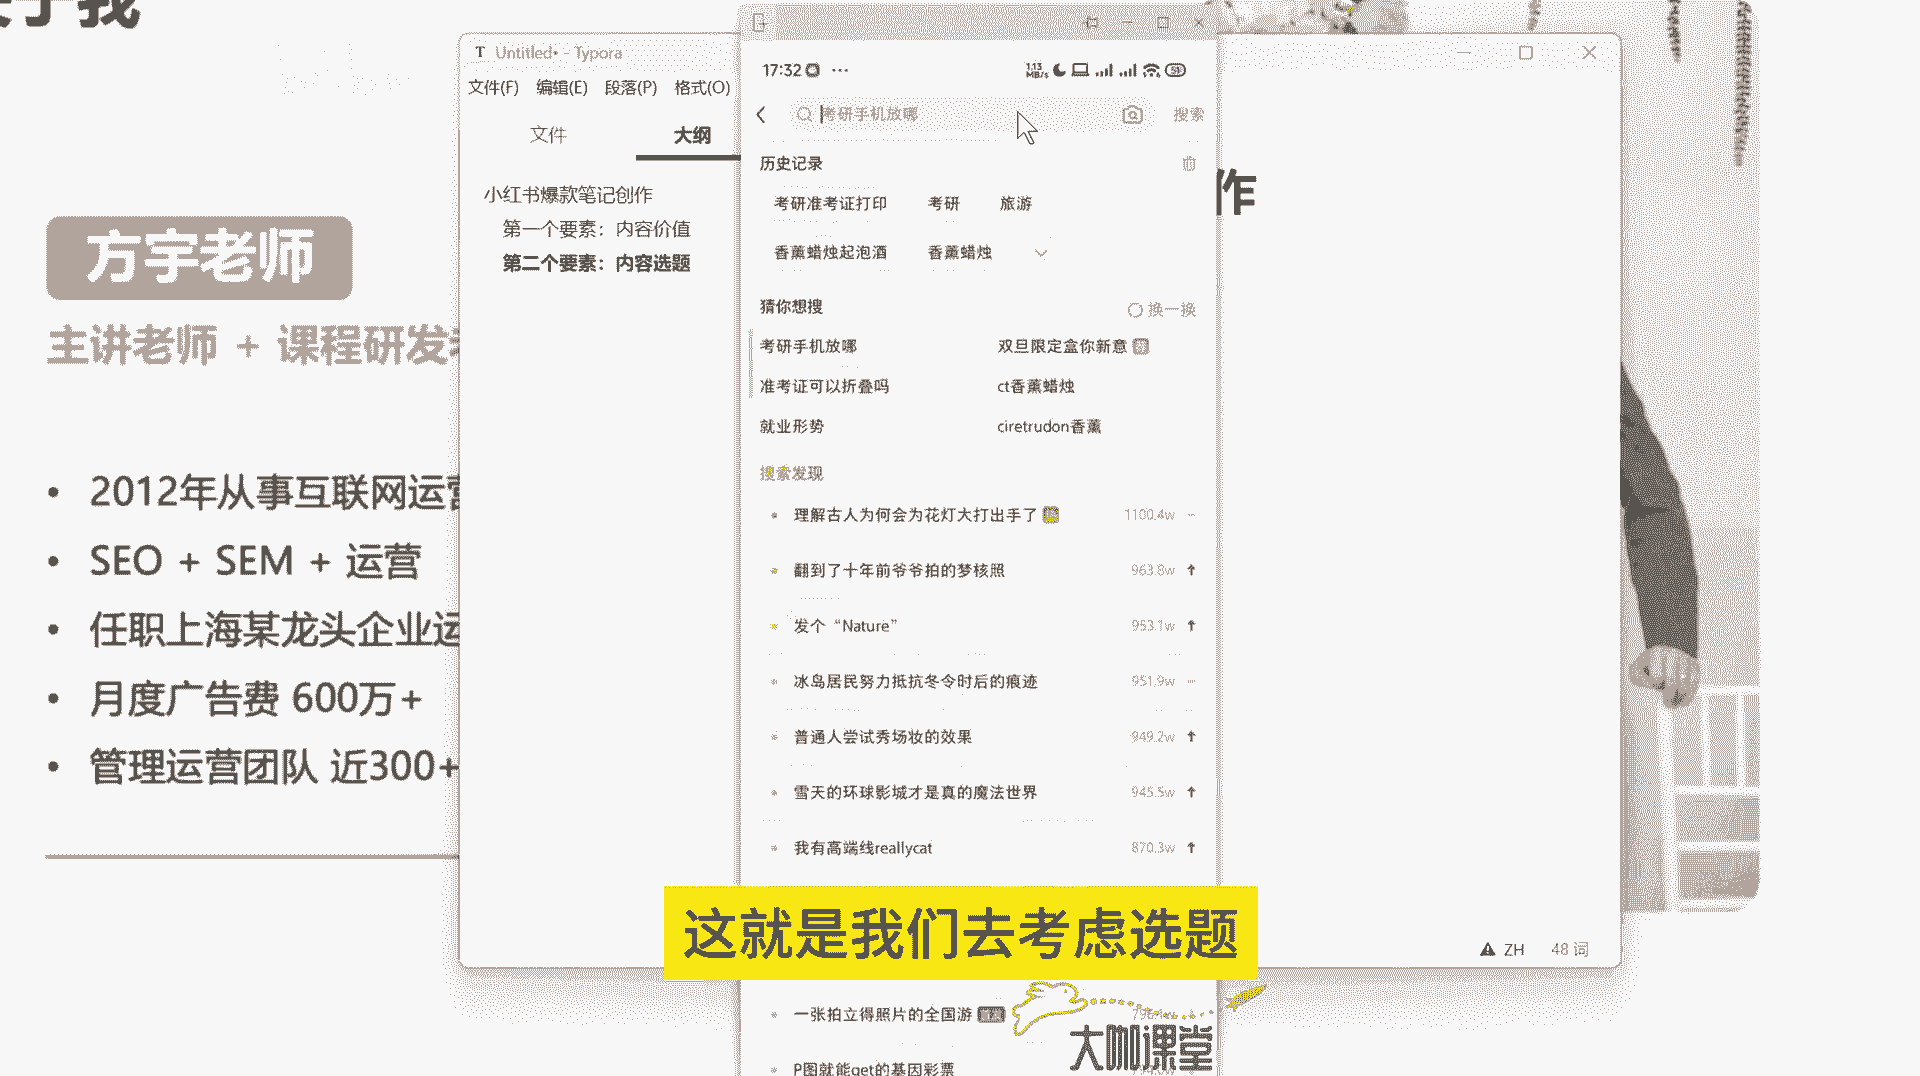 方宇老师
主讲老师 + 课程研发
2012年从事互联网运营
SEO + SEM + 运营
任职上海某龙头企业运
月度广告费 600万+
管理运营团队 近300+
Untitled• - Typora
文件(F) 编辑(E) 段落(P) 格式(O)
文件 大纲
小红书爆款笔记创作
第一个要素：内容价值
第二个要素：内容选题
作
ZH 48 词
17:32 ···
1.13 MB/s
考研手机放哪 搜索
历史记录
考研准考证打印 考研 旅游
香薰蜡烛起泡酒 香薰蜡烛
猜你想搜 换一换
考研手机放哪 双旦限定盒你新意
准考证可以折叠吗 ct香薰蜡烛
就业形势 ciretrudon香薰
搜索发现
理解古人为何会为花灯大打出手了 1100.4w
翻到了十年前爷爷拍的梦核照 963.8w
发个“Nature” 953.1w
冰岛居民努力抵抗冬令时后的痕迹 951.9w
普通人尝试秀场妆的效果 949.2w
雪天的环球影城才是真的魔法世界 945.5w
我有高端线reallycat 870.3w
这就是我们去考虑选题
一张拍立得照片的全国游
P图就能get的基因彩票
大咖课堂